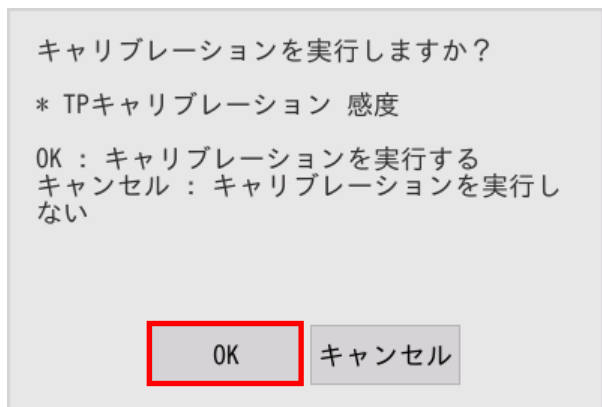 キャリブレーションを実行しますか？
* TPキャリブレーション 感度
OK : キャリブレーションを実行する
キャンセル : キャリブレーションを実行し
ない
OK
キャンセル